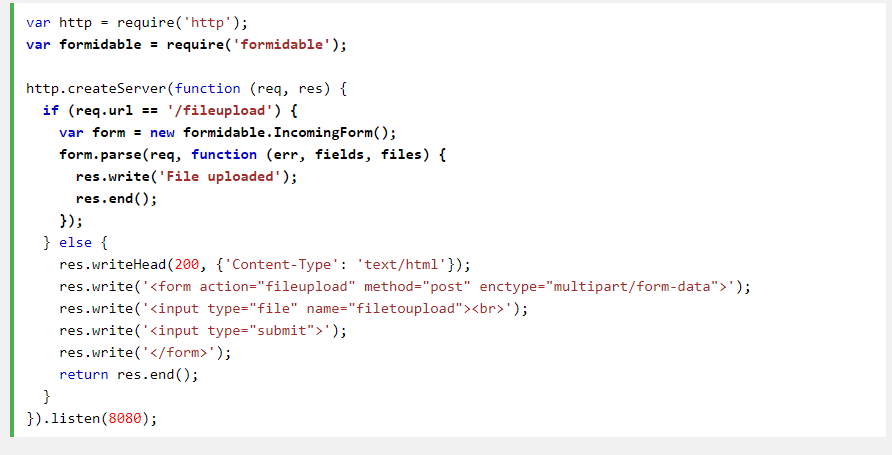 var http = require('http');
var formidable = require('formidable');
http.createServer(function (req, res) {
  if (req.url == '/fileupload') {
    var form = new formidable.IncomingForm();
    form.parse(req, function (err, fields, files) {
      res.write('File uploaded');
      res.end();
    });
  } else {
    res.writeHead(200, {'Content-Type': 'text/html'});
    res.write('<form action="fileupload" method="post" enctype="multipart/form-data">');
    res.write('<input type="file" name="filetoupload"><br>');
    res.write('<input type="submit">');
    res.write('</form>');
    return res.end();
  }
}).listen(8080);